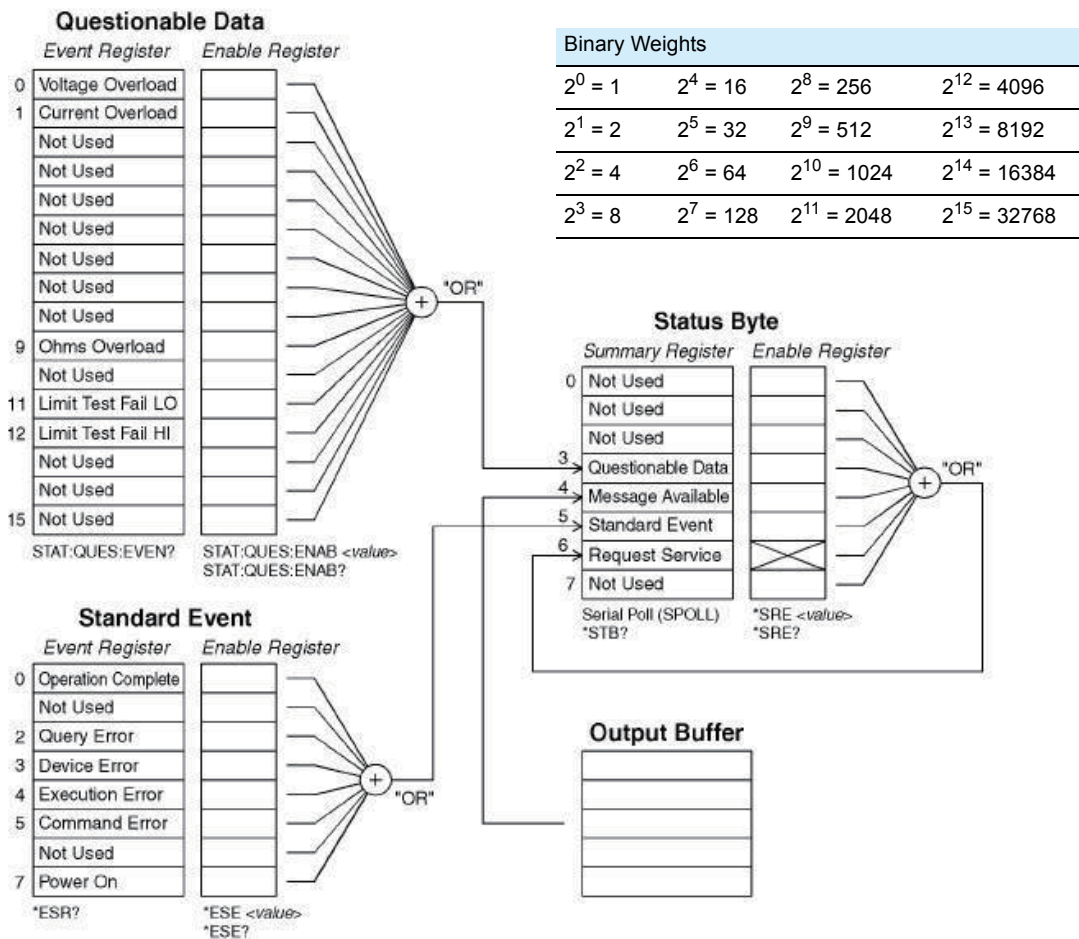 Questionable Data
Event Register Enable Register
0 Voltage Overload
1 Current Overload
Not Used
Not Used
Not Used
Not Used
Not Used
Not Used
Not Used
9 Ohms Overload
Not Used
11 Limit Test Fail LO
12 Limit Test Fail HI
Not Used
Not Used
15 Not Used
STAT:QUES:EVEN? STAT:QUES:ENAB <value>
STAT:QUES:ENAB?
+ "OR"
Binary Weights
2^0 = 1 2^4 = 16 2^8 = 256 2^12 = 4096
2^1 = 2 2^5 = 32 2^9 = 512 2^13 = 8192
2^2 = 4 2^6 = 64 2^10 = 1024 2^14 = 16384
2^3 = 8 2^7 = 128 2^11 = 2048 2^15 = 32768
Status Byte
Summary Register Enable Register
0 Not Used
Not Used
Not Used
3 Questionable Data
4 Message Available
5 Standard Event
6 Request Service
7 Not Used
Serial Poll (SPOLL) *SRE <value>
*STB? *SRE?
+ "OR"
Standard Event
Event Register Enable Register
0 Operation Complete
Not Used
2 Query Error
3 Device Error
4 Execution Error
5 Command Error
Not Used
7 Power On
*ESR? *ESE <value>
*ESE?
+ "OR"
Output Buffer